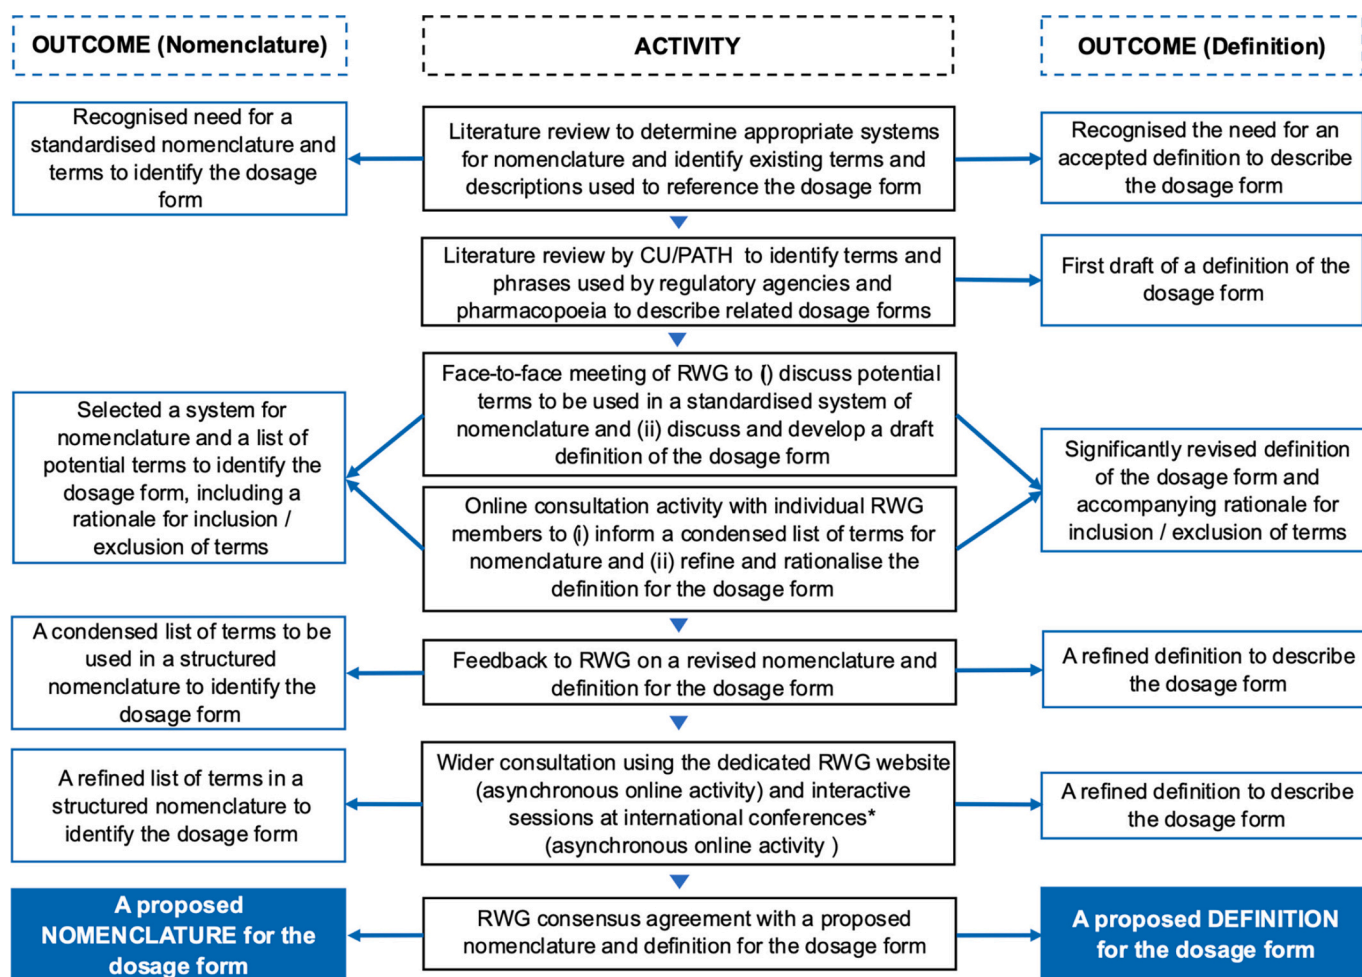 OUTCOME (Nomenclature)
ACTIVITY
OUTCOME (Definition)
Recognised need for a
standardised nomenclature and
terms to identify the dosage
form
Literature review to determine appropriate systems
for nomenclature and identify existing terms and
descriptions used to reference the dosage form
Recognised the need for an
accepted definition to describe
the dosage form
Literature review by CU/PATH to identify terms and
phrases used by regulatory agencies and
pharmacopoeia to describe related dosage forms
First draft of a definition of the
dosage form
Selected a system for
nomenclature and a list of
potential terms to identify the
dosage form, including a
rationale for inclusion /
exclusion of terms
Face-to-face meeting of RWG to (i) discuss potential
terms to be used in a standardised system of
nomenclature and (ii) discuss and develop a draft
definition of the dosage form
Online consultation activity with individual RWG
members to (i) inform a condensed list of terms for
nomenclature and (ii) refine and rationalise the
definition for the dosage form
Significantly revised definition
of the dosage form and
accompanying rationale for
inclusion / exclusion of terms
A condensed list of terms to be
used in a structured
nomenclature to identify the
dosage form
Feedback to RWG on a revised nomenclature and
definition for the dosage form
A refined definition to describe
the dosage form
A refined list of terms in a
structured nomenclature to
identify the dosage form
Wider consultation using the dedicated RWG website
(asynchronous online activity) and interactive
sessions at international conferences*
(asynchronous online activity )
A refined definition to describe
the dosage form
A proposed
NOMENCLATURE for the
dosage form
RWG consensus agreement with a proposed
nomenclature and definition for the dosage form
A proposed DEFINITION
for the dosage form